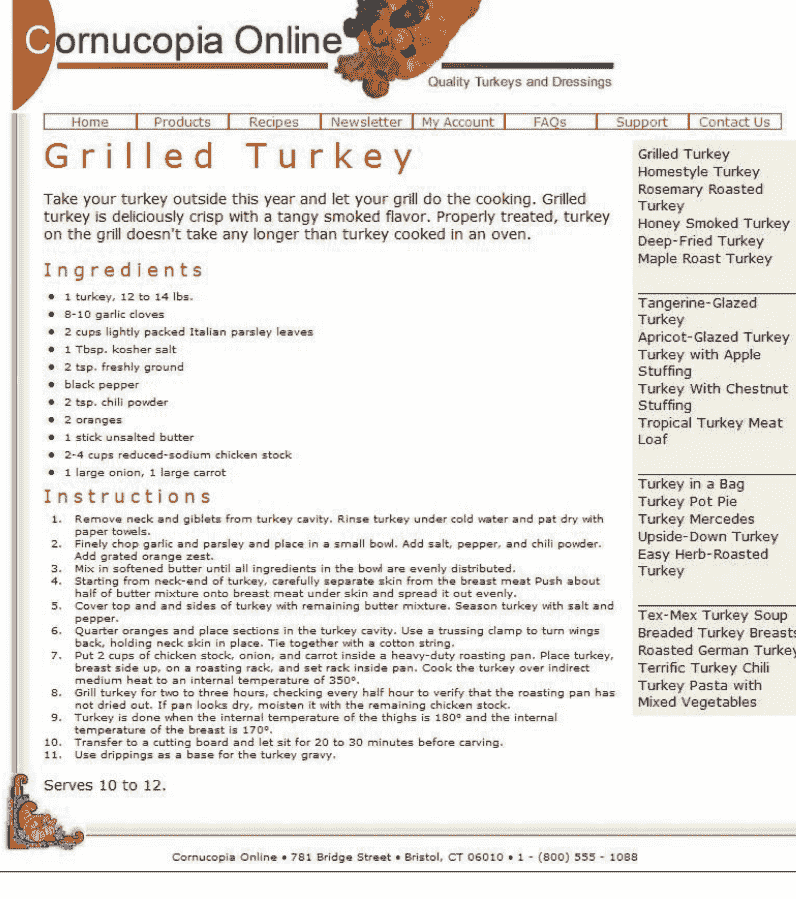 Cornucopia Online
Quality Turkeys and Dressings
Home Products Recipes Newsletter My Account FAQs Support Contact Us
Grilled Turkey
Take your turkey outside this year and let your grill do the cooking. Grilled
turkey is deliciously crisp with a tangy smoked flavor. Properly treated, turkey
on the grill doesn't take any longer than turkey cooked in an oven.
Ingredients
• 1 turkey, 12 to 14 lbs.
• 8-10 garlic cloves
• 2 cups lightly packed Italian parsley leaves
• 1 Tbsp. kosher salt
• 2 tsp. freshly ground
• black pepper
• 2 tsp. chili powder
• 2 oranges
• 1 stick unsalted butter
• 2-4 cups reduced-sodium chicken stock
• 1 large onion, 1 large carrot
Instructions
1. Remove neck and giblets from turkey cavity. Rinse turkey under cold water and pat dry with
paper towels.
2. Finely chop garlic and parsley and place in a small bowl. Add salt, pepper, and chili powder.
Add grated orange zest.
3. Mix in softened butter until all ingredients in the bowl are evenly distributed.
4. Starting from neck-end of turkey, carefully separate skin from the breast meat Push about
half of butter mixture onto breast meat under skin and spread it out evenly.
5. Cover top and and sides of turkey with remaining butter mixture. Season turkey with salt and
pepper.
6. Quarter oranges and place sections in the turkey cavity. Use a trussing clamp to turn wings
back, holding neck skin in place. Tie together with a cotton string.
7. Put 2 cups of chicken stock, onion, and carrot inside a heavy-duty roasting pan. Place turkey,
breast side up, on a roasting rack, and set rack inside pan. Cook the turkey over indirect
medium heat to an internal temperature of 350°.
8. Grill turkey for two to three hours, checking every half hour to verify that the roasting pan has
not dried out. If pan looks dry, moisten it with the remaining chicken stock.
9. Turkey is done when the internal temperature of the thighs is 180° and the internal
temperature of the breast is 170°.
10. Transfer to a cutting board and let sit for 20 to 30 minutes before carving.
11. Use drippings as a base for the turkey gravy.
Serves 10 to 12.
Grilled Turkey
Homestyle Turkey
Rosemary Roasted
Turkey
Honey Smoked Turkey
Deep-Fried Turkey
Maple Roast Turkey
Tangerine-Glazed
Turkey
Apricot-Glazed Turkey
Turkey with Apple
Stuffing
Turkey With Chestnut
Stuffing
Tropical Turkey Meat
Loaf
Turkey in a Bag
Turkey Pot Pie
Turkey Mercedes
Upside-Down Turkey
Easy Herb-Roasted
Turkey
Tex-Mex Turkey Soup
Breaded Turkey Breasts
Roasted German Turkey
Terrific Turkey Chili
Turkey Pasta with
Mixed Vegetables
Cornucopia Online • 781 Bridge Street • Bristol, CT 06010 • 1 - (800) 555 - 1088